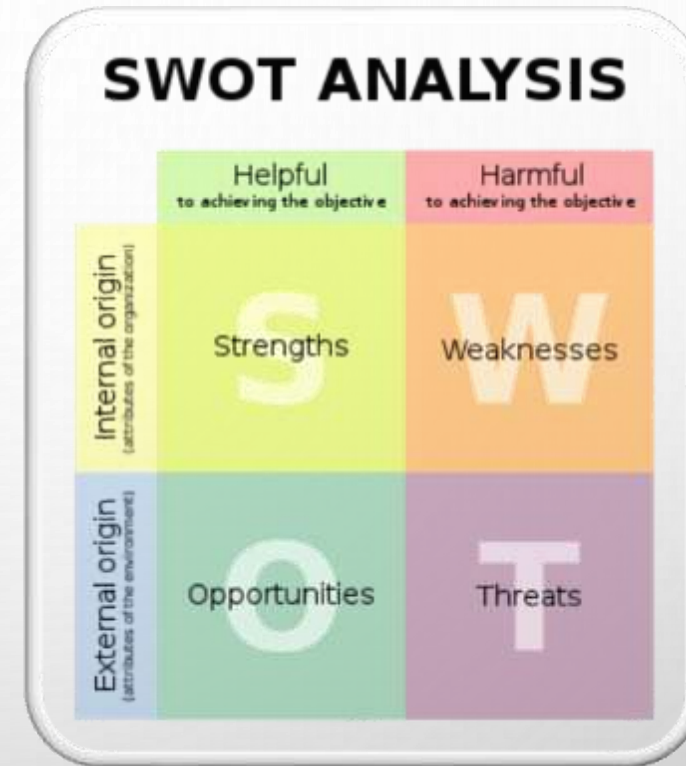 SWOT ANALYSIS
Helpful
to achieving the objective
Harmful
to achieving the objective
Internal origin
(attributes of the organization)
S
Strengths
W
Weaknesses
External origin
(attributes of the environment)
O
Opportunities
T
Threats